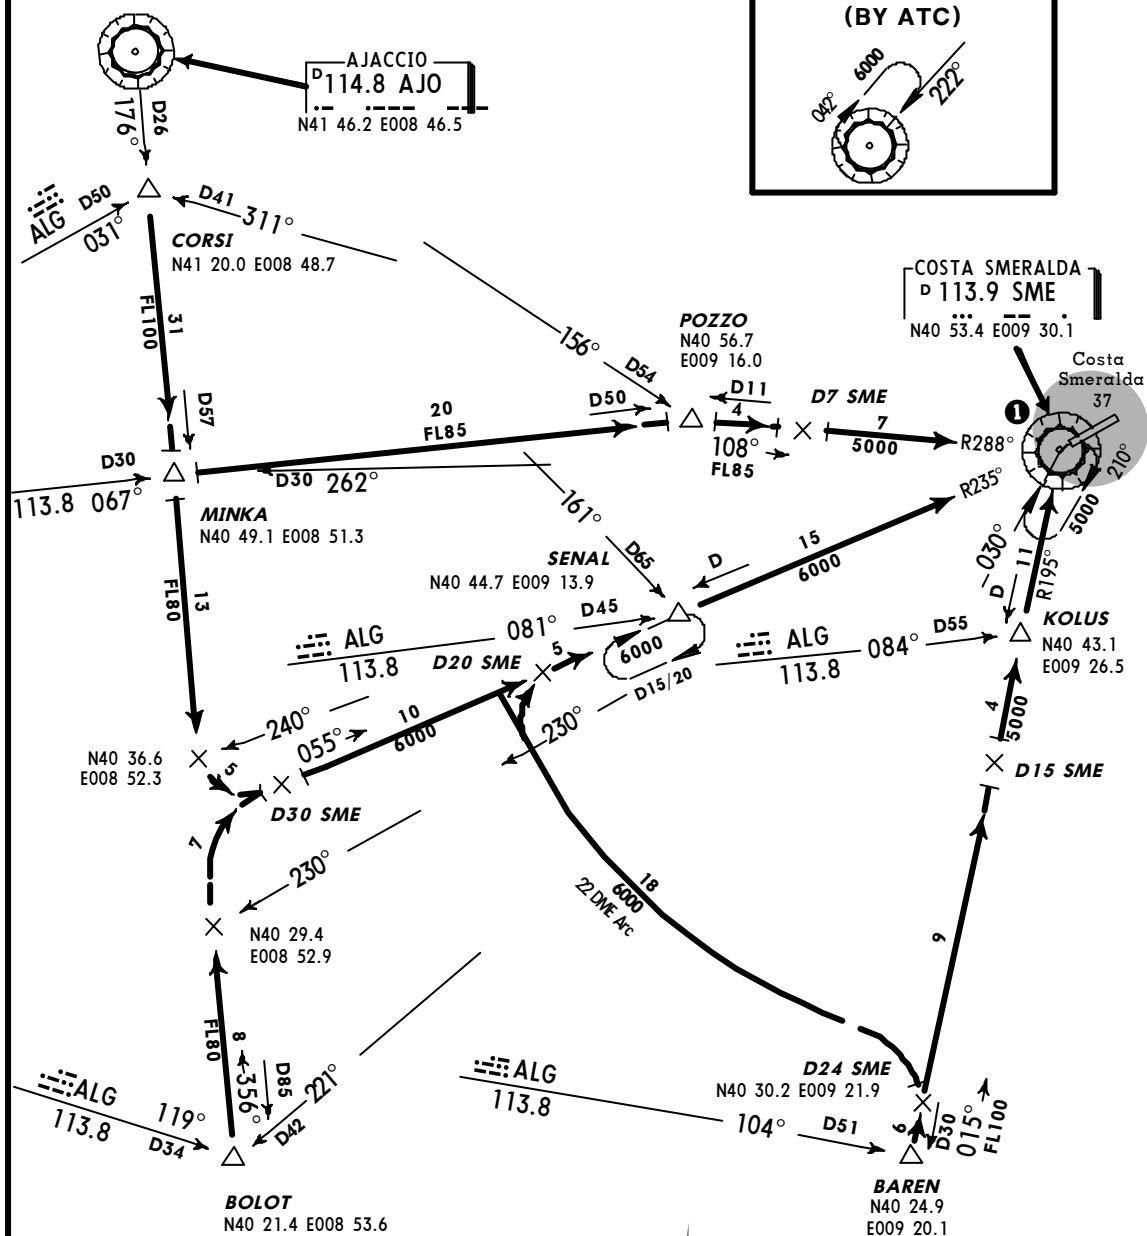 (BY ATC)
6000
042°
222°
AJACCIO
D 114.8 AJO
N41 46.2 E008 46.5
D26
176°
ALG D50
031°
D41 311°
CORSI
N41 20.0 E008 48.7
31
FL100
D57
COSTA SMERALDA
D 113.9 SME
N40 53.4 E009 30.1
Costa
Smeralda
37
1
POZZO
N40 56.7
E009 16.0
156°
D54
D50
D11
4
108°
FL85
D7 SME
7
5000
R288°
20
FL85
D30
113.8 067°
D30 262°
MINKA
N40 49.1 E008 51.3
161°
D65
R235°
210°
5000
SENAL
N40 44.7 E009 13.9
D
15
6000
030°
D 11
R195°
13
FL80
ALG
113.8
081° D45
D20 SME
5
6000
D15/20
230°
ALG
113.8
084° D55
KOLUS
N40 43.1
E009 26.5
4
5000
D15 SME
240°
055°
10
6000
N40 36.6
E008 52.3
5
D30 SME
7
230°
N40 29.4
E008 52.9
18
6000
22 DME Arc
9
FL80
8
356°
D85
221°
D42
ALG
113.8
119°
D34
BOLOT
N40 21.4 E008 53.6
ALG
113.8
104° D51
D24 SME
N40 30.2 E009 21.9
6
D30
015°
FL100
BAREN
N40 24.9
E009 20.1